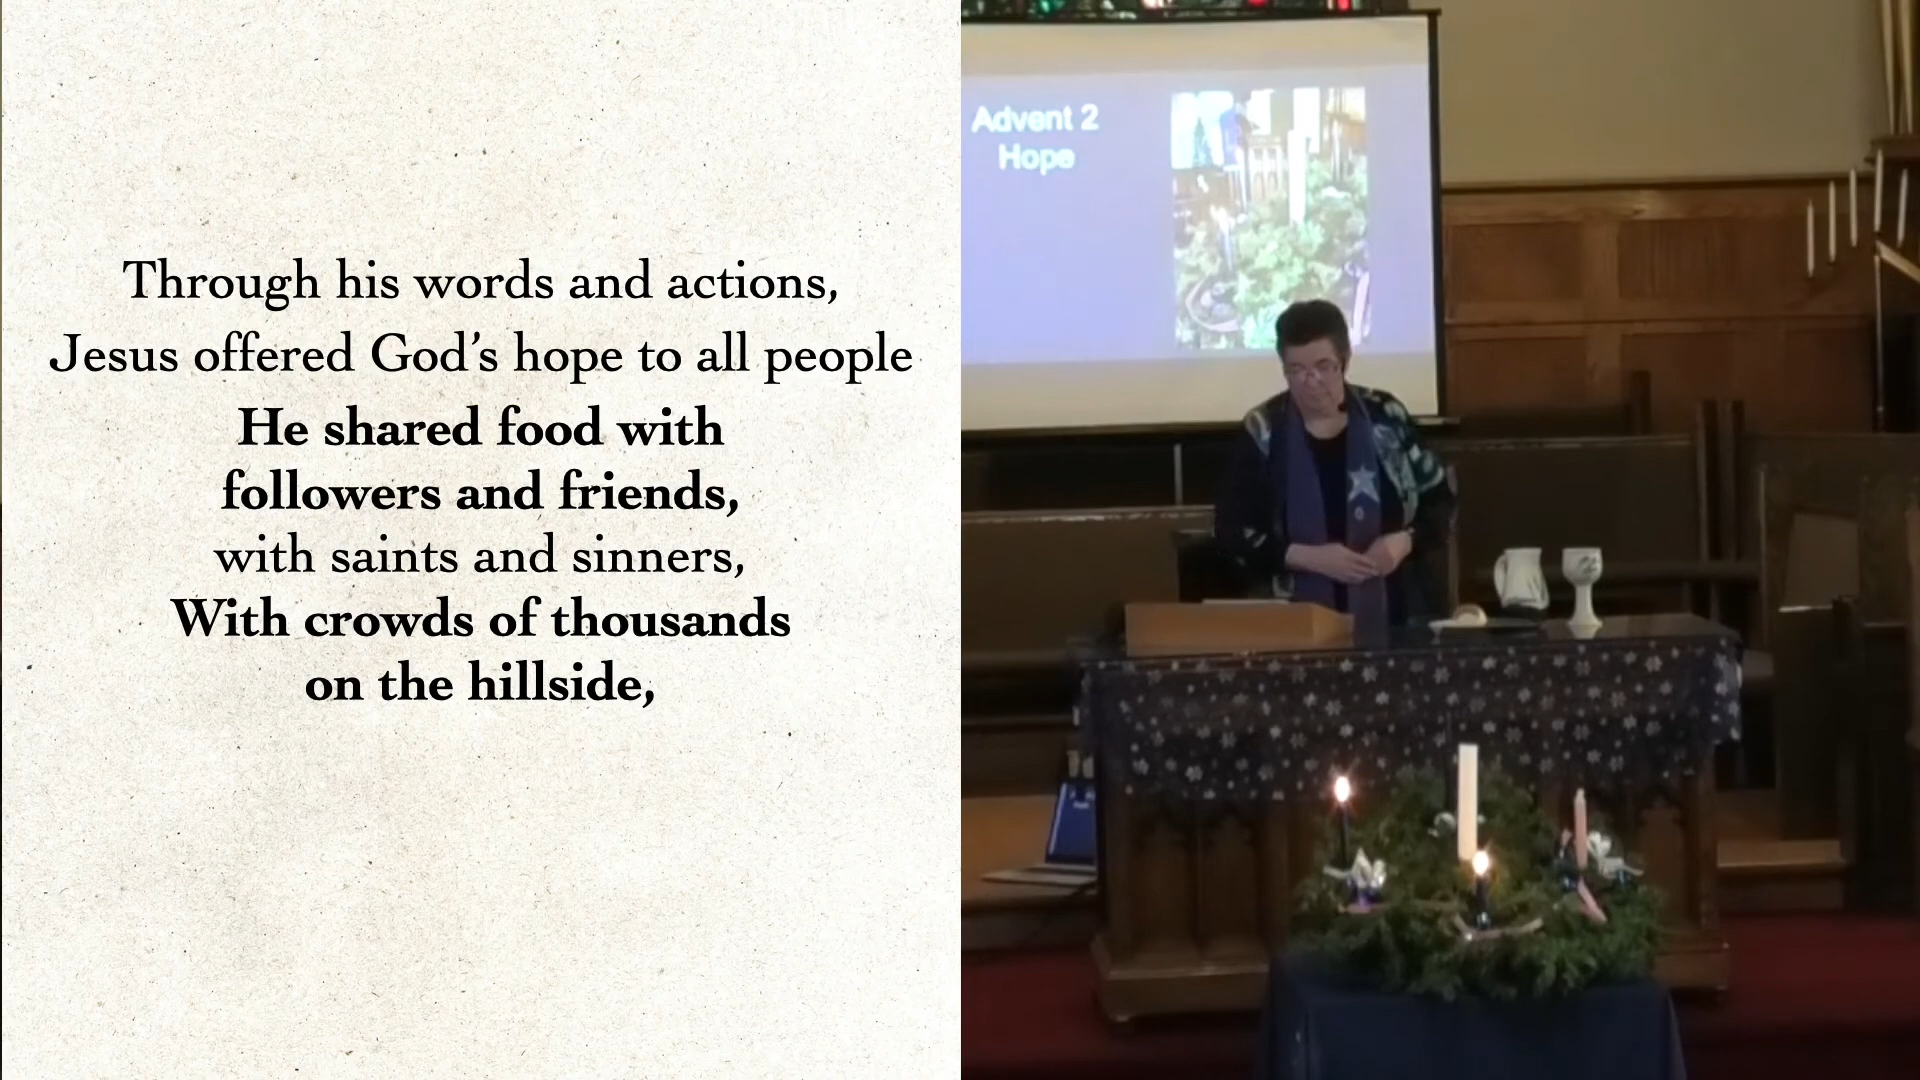 Through his words and actions,
Jesus offered God's hope to all people
He shared food with
followers and friends,
with saints and sinners,
With crowds of thousands
on the hillside,
Advent 2
Hope